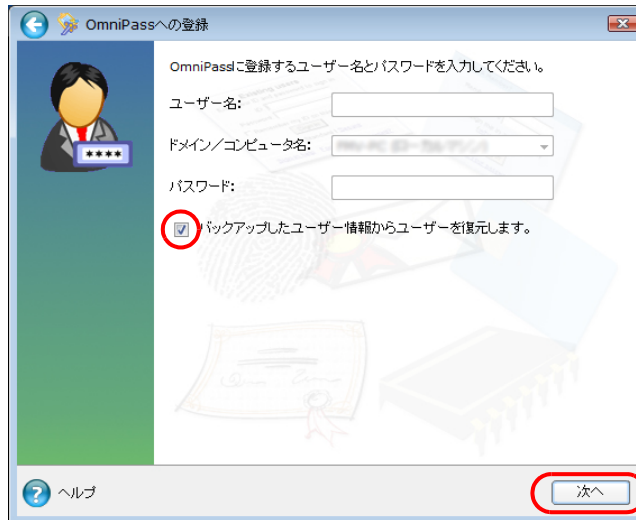 OmniPassへの登録
OmniPassに登録するユーザー名とパスワードを入力してください。
ユーザー名:
ドメイン／コンピュータ名:
パスワード:
バックアップしたユーザー情報からユーザーを復元します。
****
ヘルプ
次へ